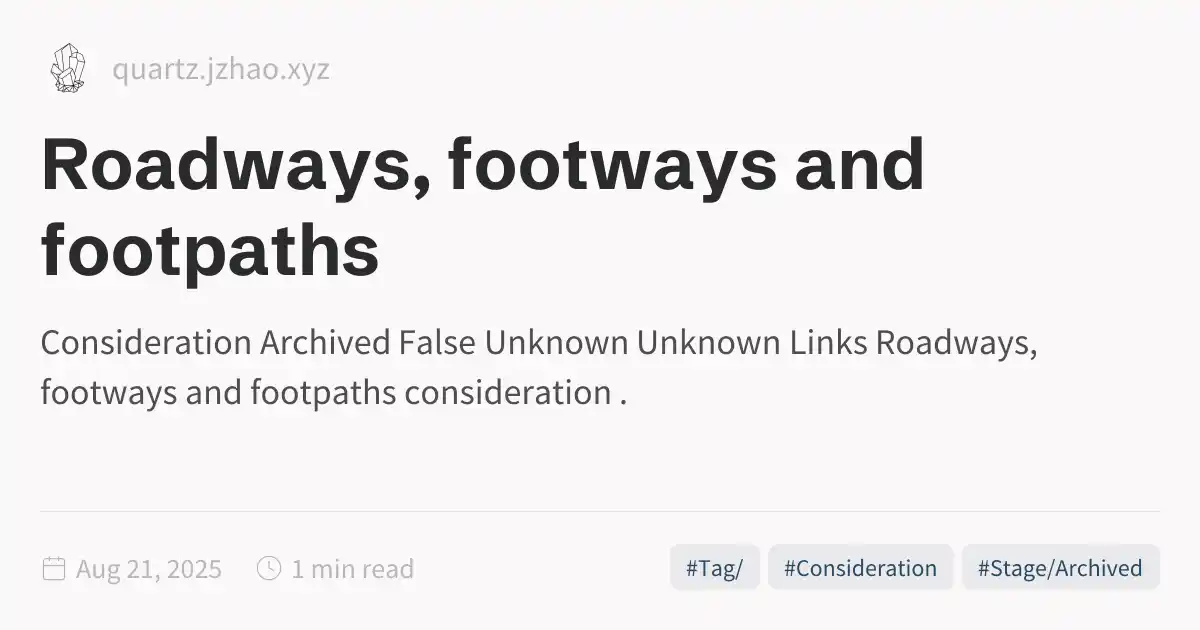 quartz.jzhao.xyz
Roadways, footways and
footpaths
Consideration Archived False Unknown Unknown Links Roadways,
footways and footpaths consideration .
Aug 21, 2025 1 min read #Tag/ #Consideration #Stage/Archived